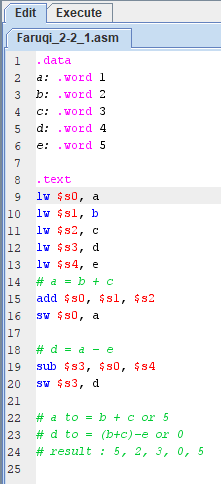 Edit Execute
Faruqi_2-2_1.asm
1 .data
2 a: .word 1
3 b: .word 2
4 c: .word 3
5 d: .word 4
6 e: .word 5
7
8 .text
9 lw $s0, a
10 lw $s1, b
11 lw $s2, c
12 lw $s3, d
13 lw $s4, e
14 # a = b + c
15 add $s0, $s1, $s2
16 sw $s0, a
17
18 # d = a - e
19 sub $s3, $s0, $s4
20 sw $s3, d
21
22 # a to = b + c or 5
23 # d to = (b+c)-e or 0
24 # result : 5, 2, 3, 0, 5
25